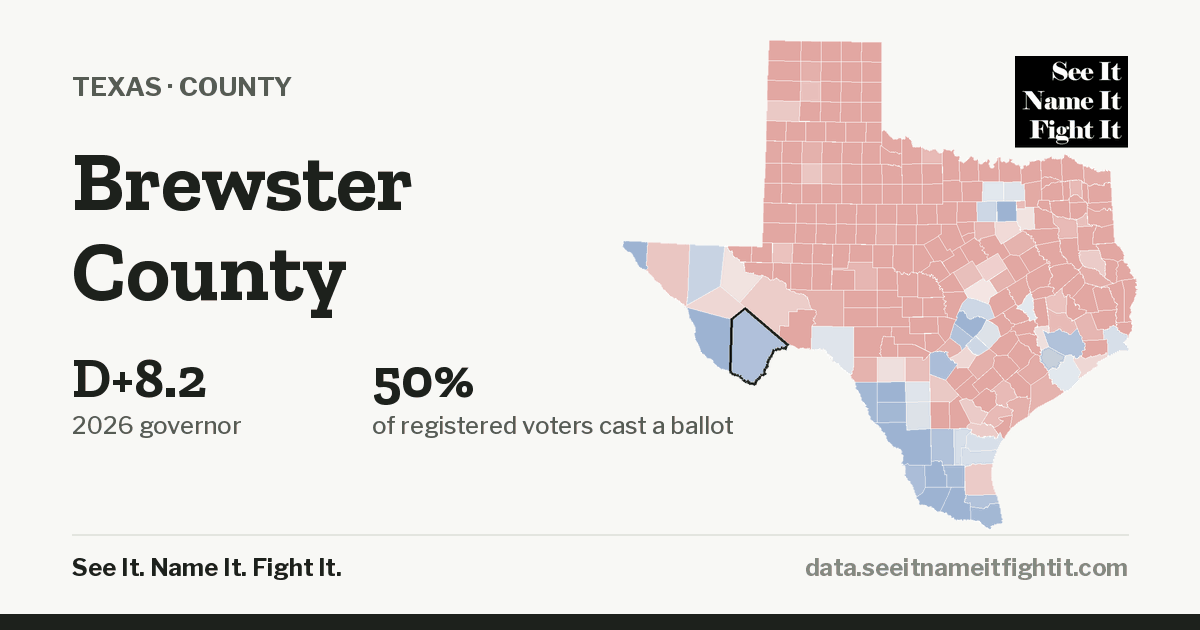 TEXAS · COUNTY
See It
Name It
Fight It
Brewster
County
D+8.2
2026 governor
50%
of registered voters cast a ballot
See It. Name It. Fight It.
data.seeitnameitfightit.com